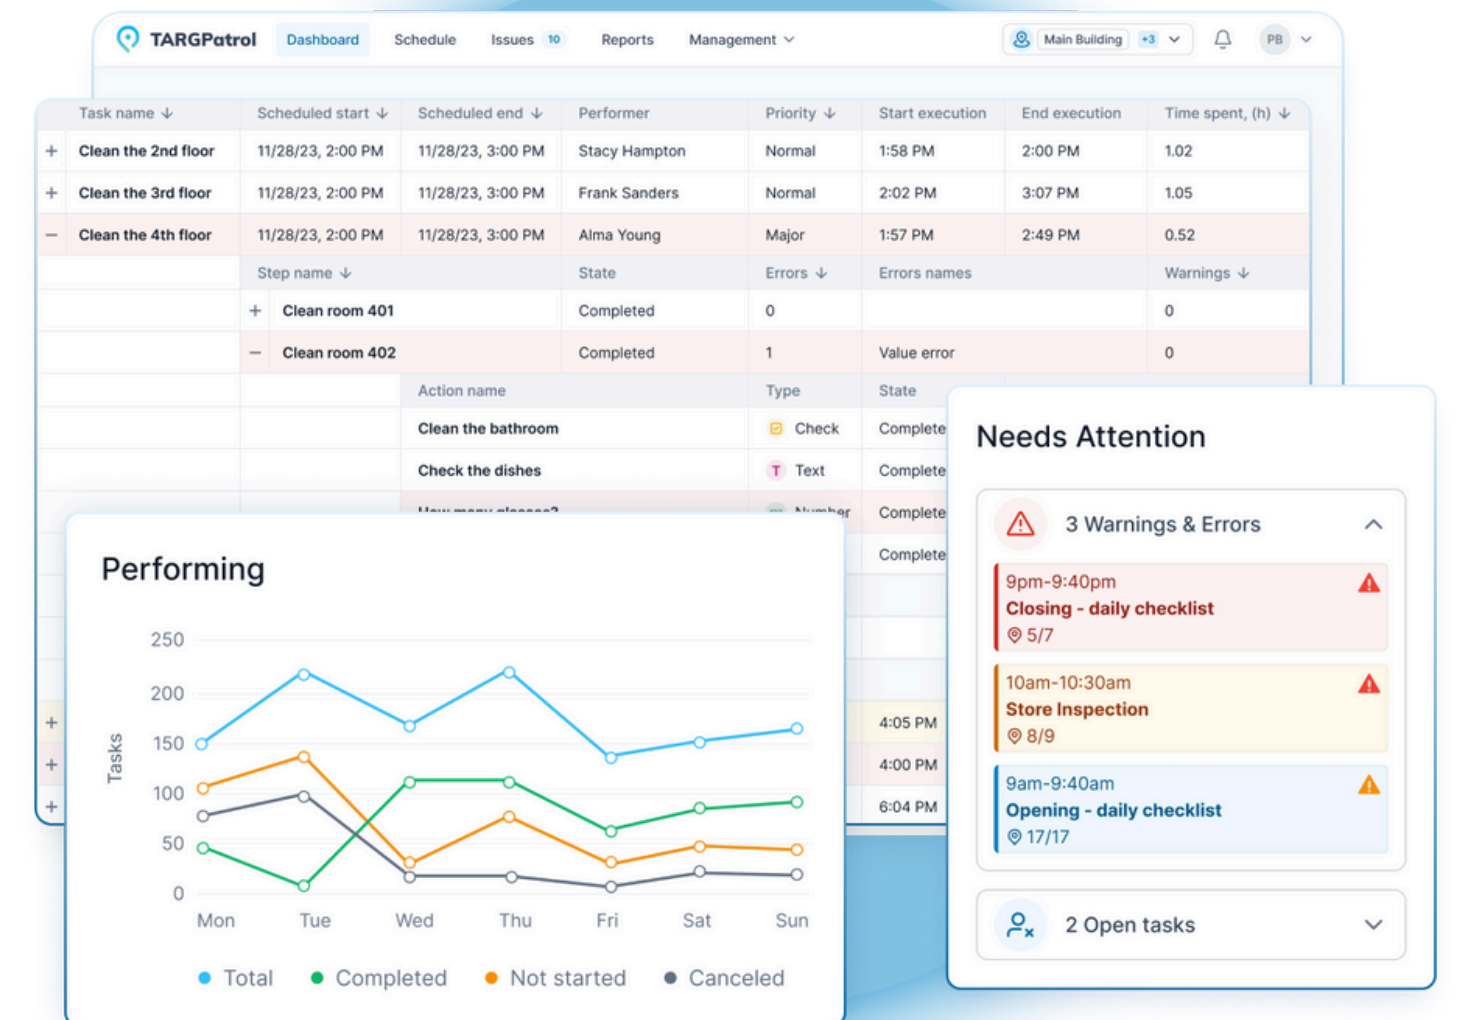 TARGPatrol Dashboard Schedule Issues 10 Reports Management Main Building +3 PB
Task name Scheduled start Scheduled end Performer Priority Start execution End execution Time spent, (h)
Clean the 2nd floor 11/28/23, 2:00 PM 11/28/23, 3:00 PM Stacy Hampton Normal 1:58 PM 2:00 PM 1.02
Clean the 3rd floor 11/28/23, 2:00 PM 11/28/23, 3:00 PM Frank Sanders Normal 2:02 PM 3:07 PM 1.05
Clean the 4th floor 11/28/23, 2:00 PM 11/28/23, 3:00 PM Alma Young Major 1:57 PM 2:49 PM 0.52
Step name State Errors Errors names Warnings
Clean room 401 Completed 0 0
Clean room 402 Completed 1 Value error 0
Action name Type State
Clean the bathroom Check Complete
Check the dishes T Text Complete
How many glasses? Number Complete
Complete
4:05 PM
4:00 PM
6:04 PM
Performing
Tasks
250
200
150
100
50
0
Mon Tue Wed Thu Fri Sat Sun
Total Completed Not started Canceled
Needs Attention
3 Warnings & Errors
9pm-9:40pm
Closing - daily checklist
5/7
10am-10:30am
Store Inspection
8/9
9am-9:40am
Opening - daily checklist
17/17
2 Open tasks